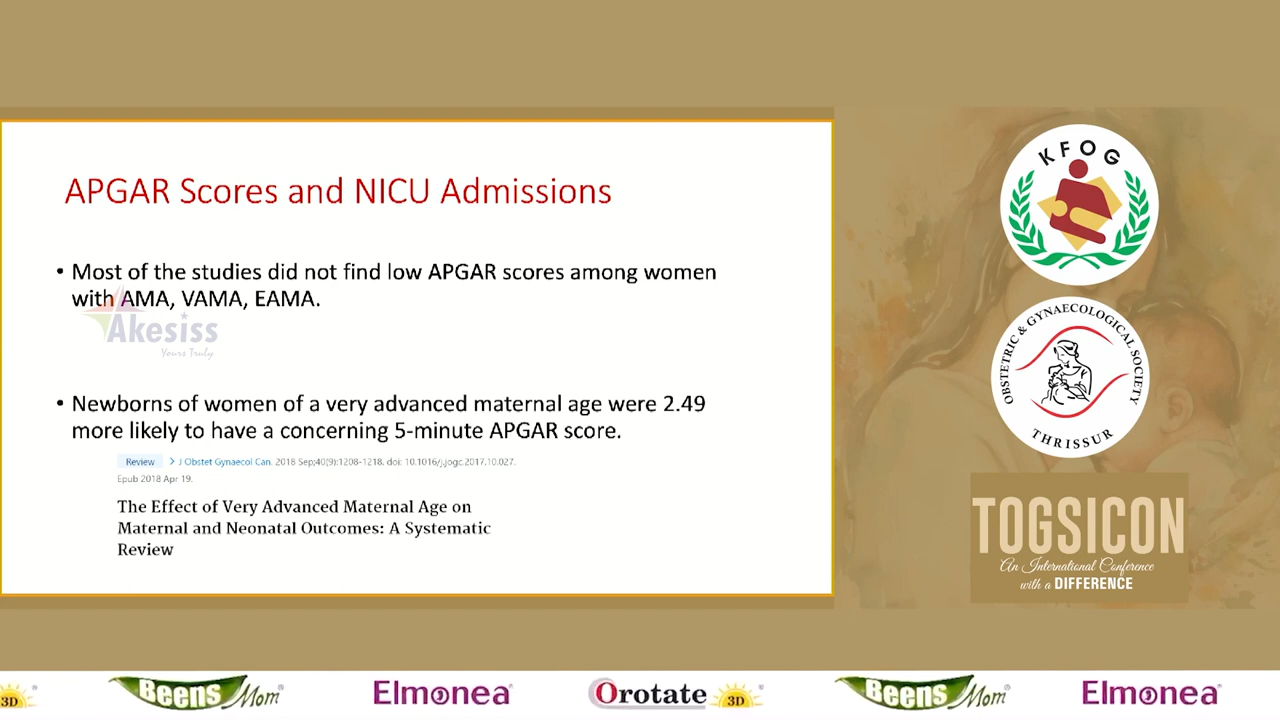 APGAR Scores and NICU Admissions
• Most of the studies did not find low APGAR scores among women
with AMA, VAMA, EAMA.
Akesiss
Yours Truly
• Newborns of women of a very advanced maternal age were 2.49
more likely to have a concerning 5-minute APGAR score.
Review > J Obstet Gynaecol Can. 2018 Sep;40(9):1208-1218. doi: 10.1016/j.jogc.2017.10.027.
Epub 2018 Apr 19.
The Effect of Very Advanced Maternal Age on
Maternal and Neonatal Outcomes: A Systematic
Review
KFOG
OBSTETRIC & GYNAECOLOGICAL SOCIETY
THRISSUR
TOGSICON
An International Conference
with a DIFFERENCE
3D
Beens Mom
Elmonea
Orotate 3D
Beens Mom
Elmonea